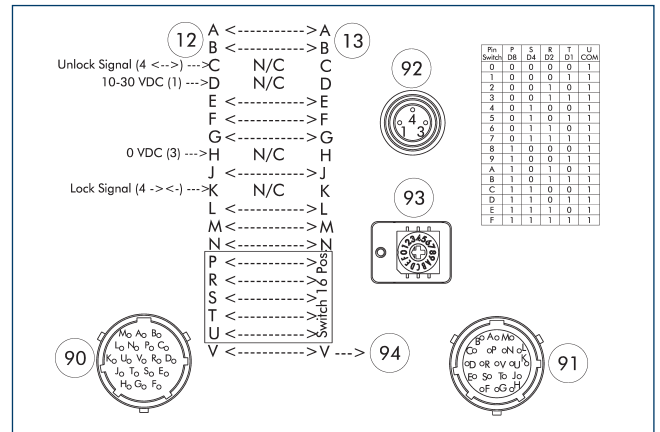 12
13
A <----------> A
B <----------> B
Unlock Signal (4 <-->) ---> C N/C C
10-30 VDC (1) ---> D N/C D
E <----------> E
F <----------> F
G <----------> G
0 VDC (3) ---> H N/C H
J <----------> J
Lock Signal (4 -><-) ---> K N/C K
L <----------> L
M <----------> M
N <----------> N
P <----------> P
R <----------> R
S <----------> S
T <----------> T
U <----------> U
Switch 16 Pos
V <----------> V ---> 94
92
4
1 3
93
0123456789ABCDEF
Pin P S R T U
Switch D8 D4 D2 D1 COM
0 0 0 0 0 1
1 0 0 0 1 1
2 0 0 1 0 1
3 0 0 1 1 1
4 0 1 0 0 1
5 0 1 0 1 1
6 0 1 1 0 1
7 0 1 1 1 1
8 1 0 0 0 1
9 1 0 0 1 1
A 1 0 1 0 1
B 1 0 1 1 1
C 1 1 0 0 1
D 1 1 0 1 1
E 1 1 1 0 1
F 1 1 1 1 1
90
M A B
L N P C
K U V R D
J T S E
H G F
91
B A M
C P N L
D R V U K
E S T J
F G H